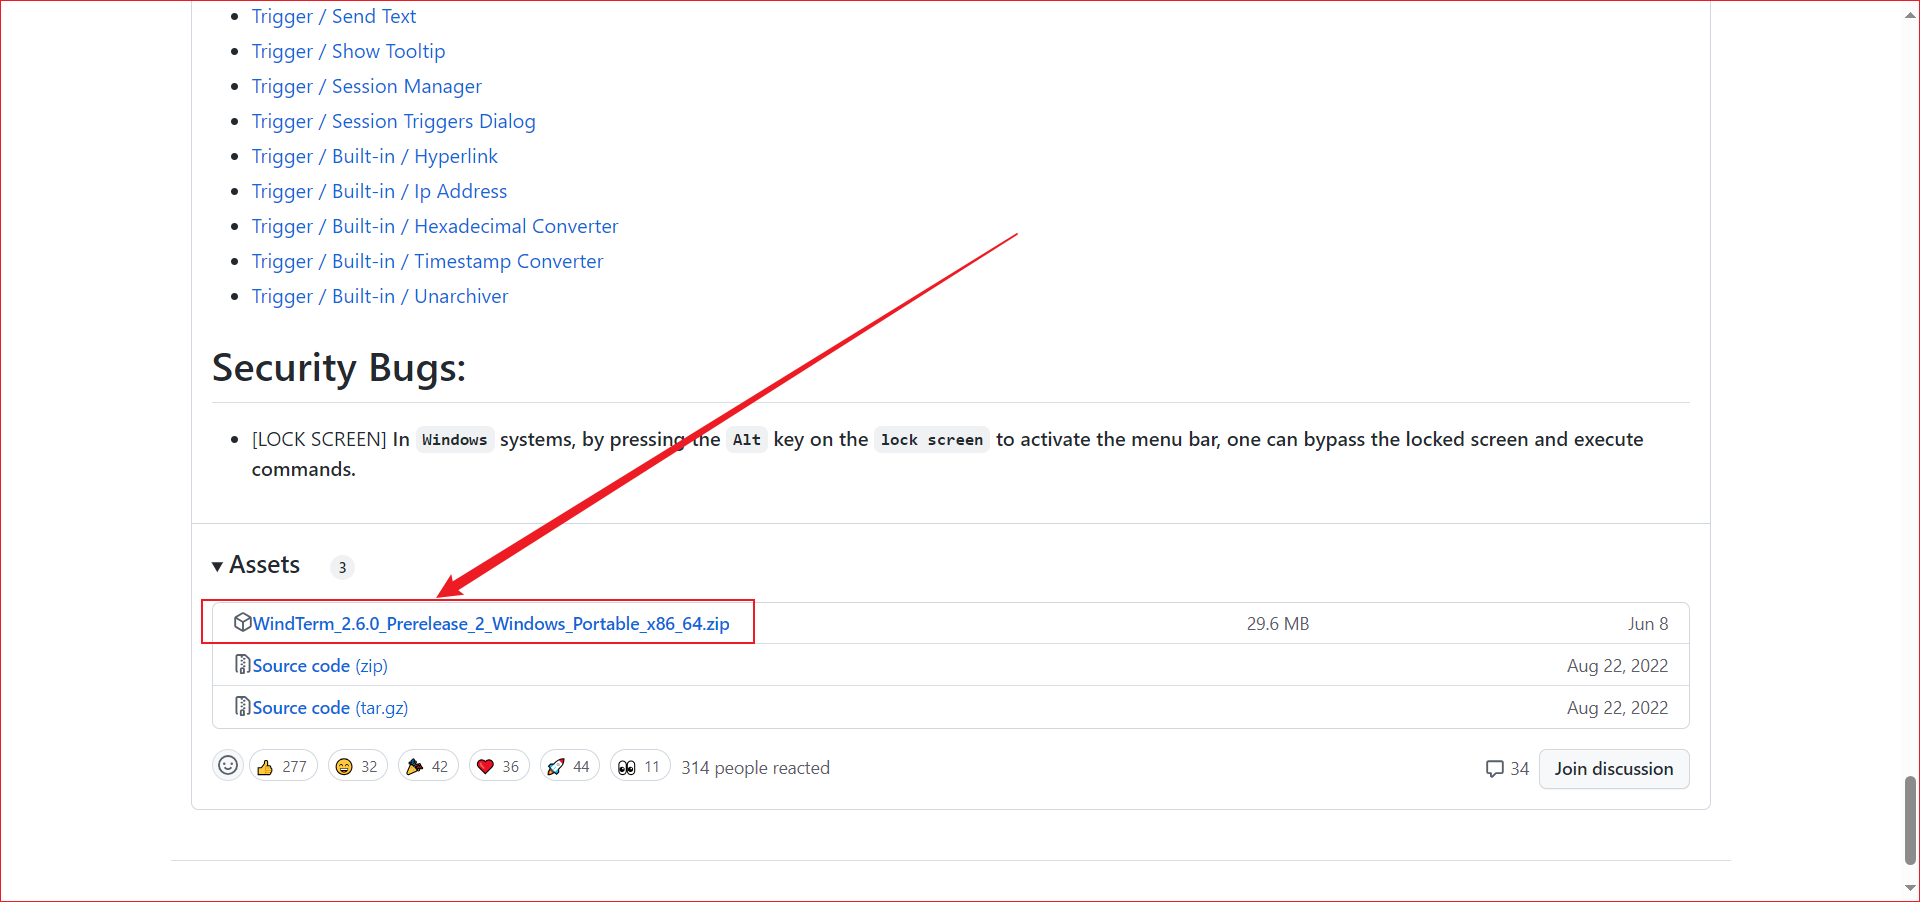 Trigger / Send Text
Trigger / Show Tooltip
Trigger / Session Manager
Trigger / Session Triggers Dialog
Trigger / Built-in / Hyperlink
Trigger / Built-in / Ip Address
Trigger / Built-in / Hexadecimal Converter
Trigger / Built-in / Timestamp Converter
Trigger / Built-in / Unarchiver
Security Bugs:
[LOCK SCREEN] In Windows systems, by pressing the Alt key on the lock screen to activate the menu bar, one can bypass the locked screen and execute
commands.
Assets 3
WindTerm_2.6.0_Prerelease_2_Windows_Portable_x86_64.zip 29.6 MB Jun 8
Source code (zip) Aug 22, 2022
Source code (tar.gz) Aug 22, 2022
277 32 42 36 44 11 314 people reacted 34 Join discussion